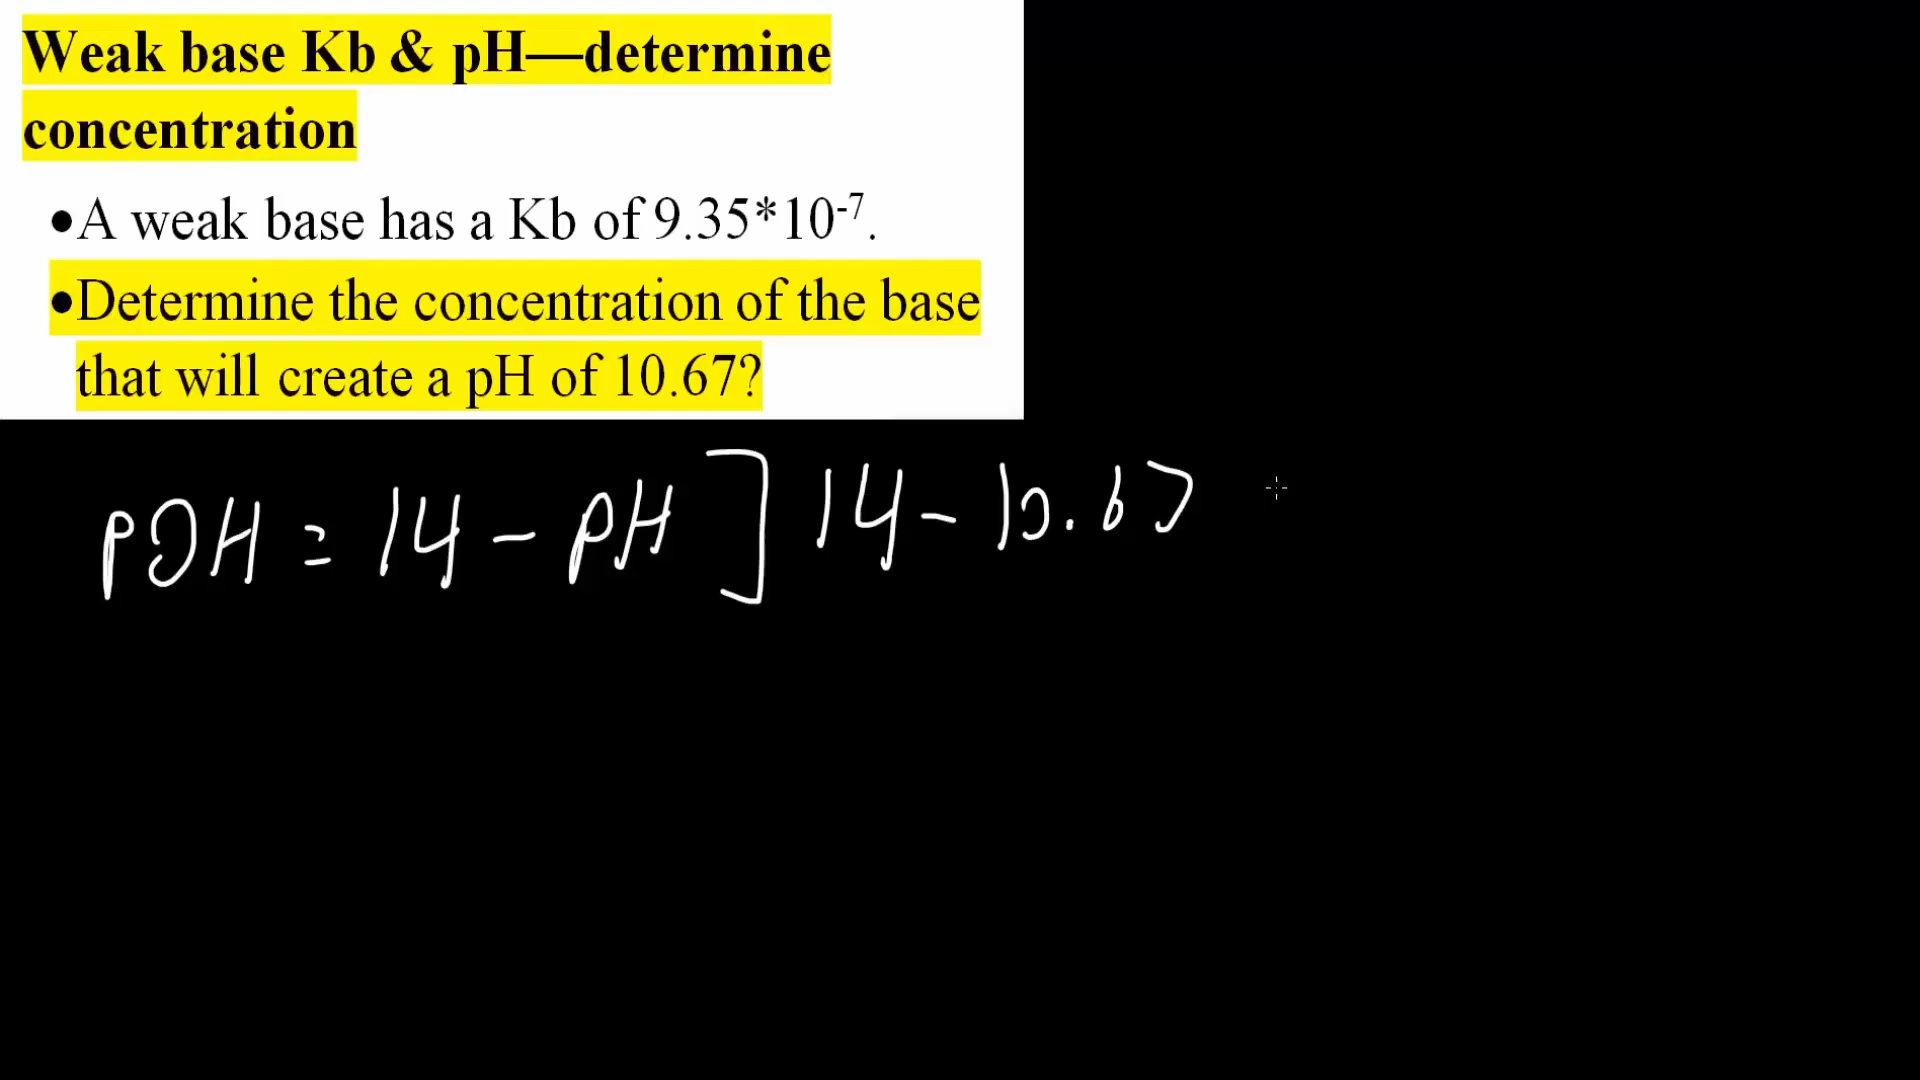 Weak base Kb & pH—determine
concentration
•A weak base has a Kb of 9.35*10⁻⁷.
•Determine the concentration of the base
that will create a pH of 10.67?
pOH = 14 - pH ] 14 - 10.67